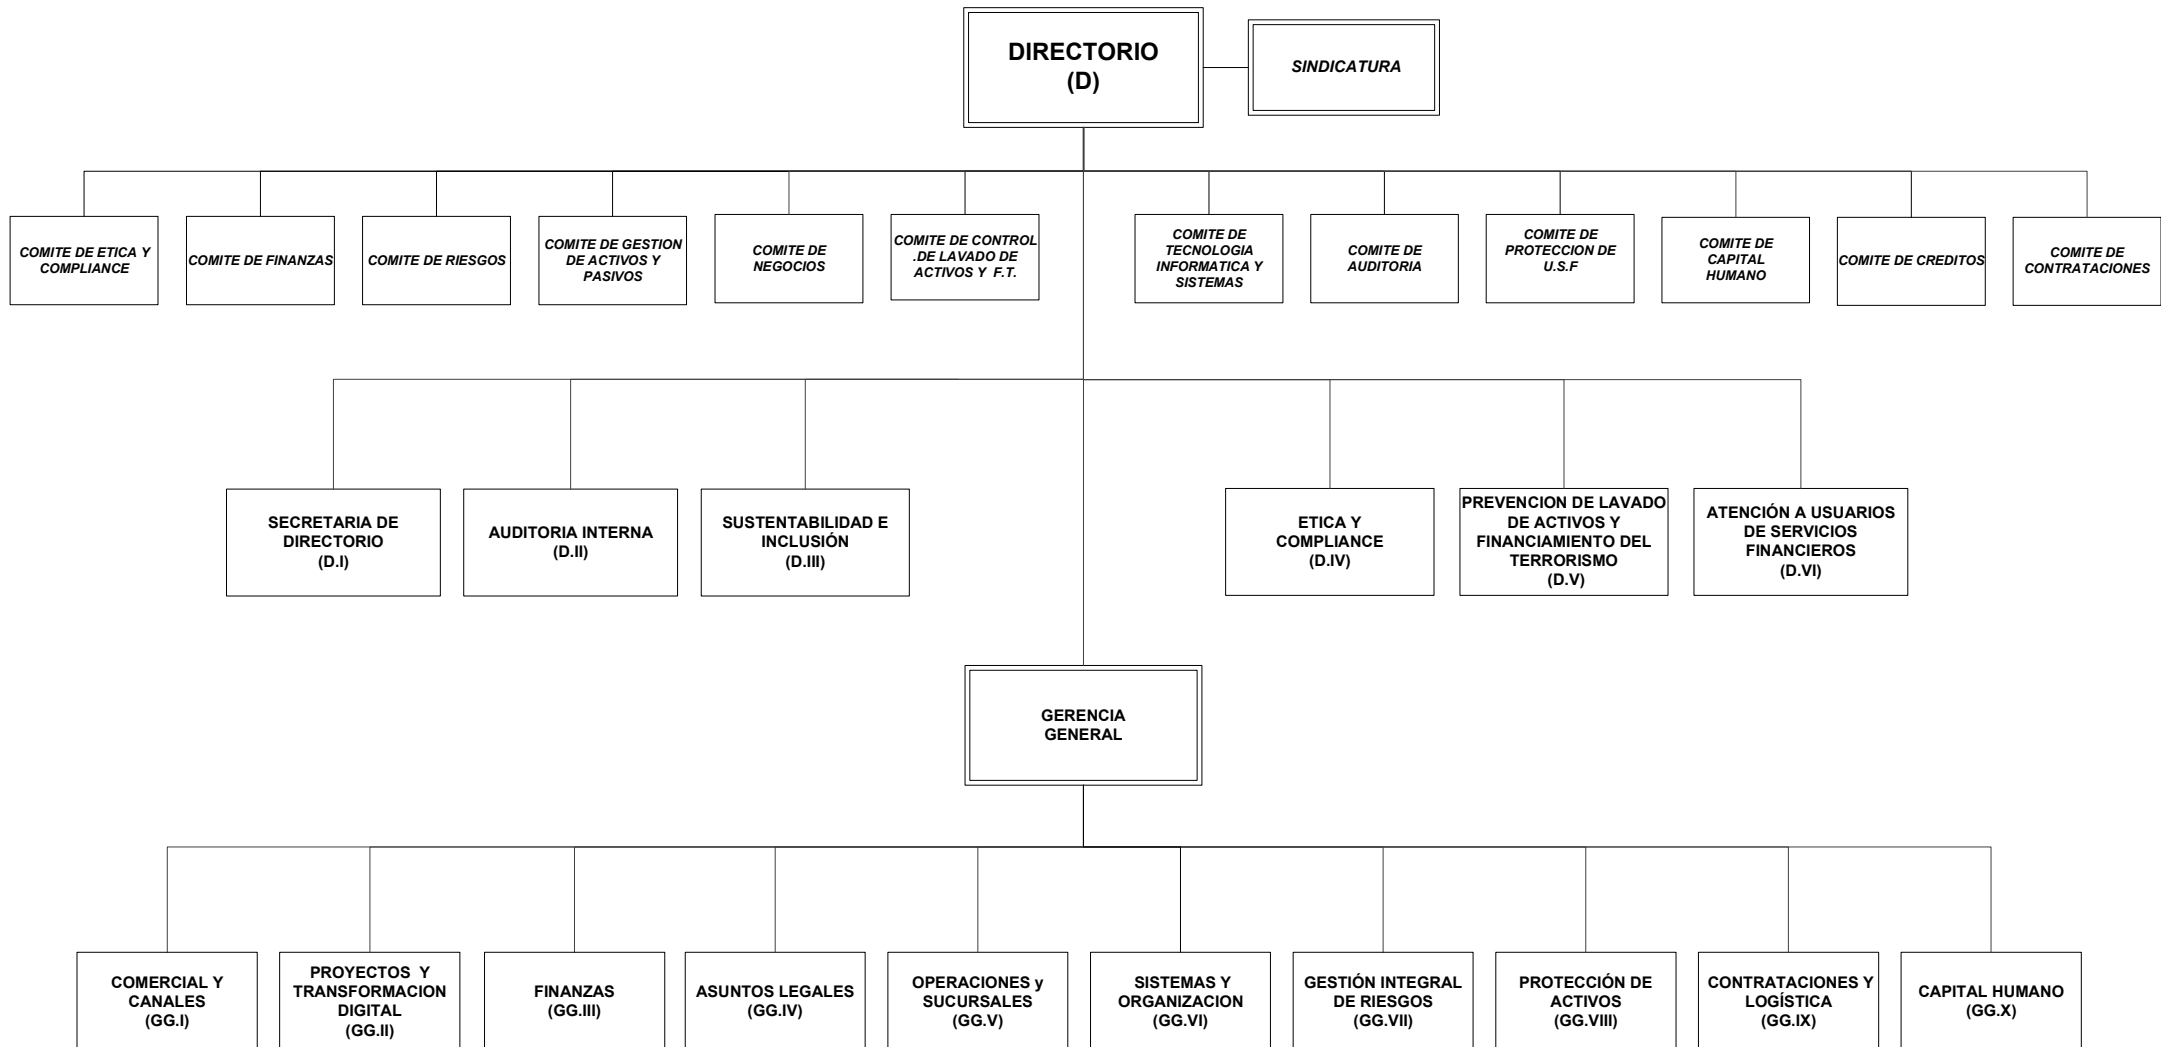 DIRECTORIO
(D)
SINDICATURA
COMITE DE ETICA Y
COMPLIANCE
COMITE DE FINANZAS
COMITE DE RIESGOS
COMITE DE GESTION
DE ACTIVOS Y
PASIVOS
COMITE DE
NEGOCIOS
COMITE DE CONTROL
.DE LAVADO DE
ACTIVOS Y F.T.
COMITE DE
TECNOLOGIA
INFORMATICA Y
SISTEMAS
COMITE DE
AUDITORIA
COMITE DE
PROTECCION DE
U.S.F
COMITE DE
CAPITAL
HUMANO
COMITE DE CREDITOS
COMITE DE
CONTRATACIONES
SECRETARIA DE
DIRECTORIO
(D.I)
AUDITORIA INTERNA
(D.II)
SUSTENTABILIDAD E
INCLUSIÓN
(D.III)
ETICA Y
COMPLIANCE
(D.IV)
PREVENCION DE LAVADO
DE ACTIVOS Y
FINANCIAMIENTO DEL
TERRORISMO
(D.V)
ATENCIÓN A USUARIOS
DE SERVICIOS
FINANCIEROS
(D.VI)
GERENCIA
GENERAL
COMERCIAL Y
CANALES
(GG.I)
PROYECTOS Y
TRANSFORMACION
DIGITAL
(GG.II)
FINANZAS
(GG.III)
ASUNTOS LEGALES
(GG.IV)
OPERACIONES y
SUCURSALES
(GG.V)
SISTEMAS Y
ORGANIZACION
(GG.VI)
GESTIÓN INTEGRAL
DE RIESGOS
(GG.VII)
PROTECCIÓN DE
ACTIVOS
(GG.VIII)
CONTRATACIONES Y
LOGÍSTICA
(GG.IX)
CAPITAL HUMANO
(GG.X)